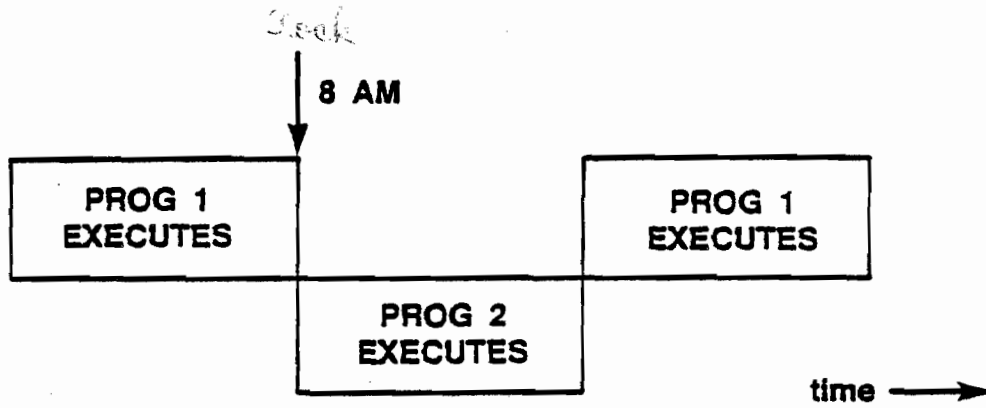 8 AM
PROG 1
EXECUTES
PROG 1
EXECUTES
PROG 2
EXECUTES
time